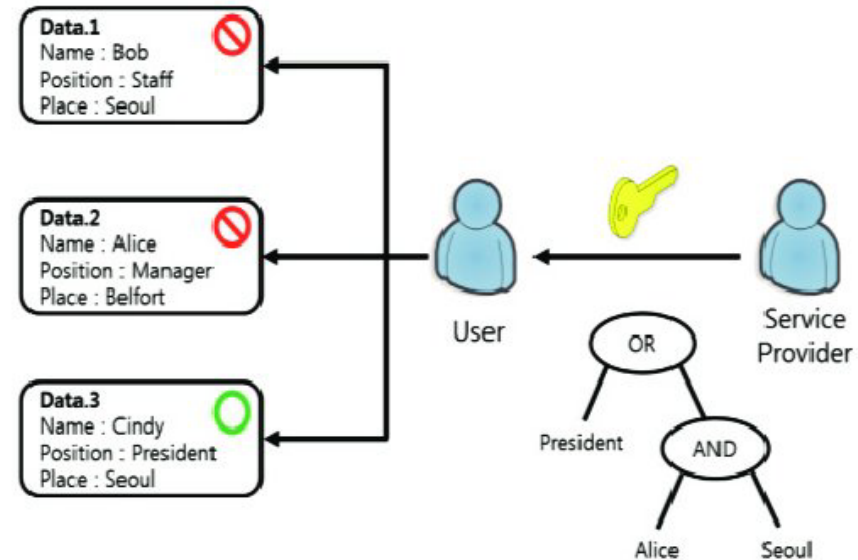 Data.1
Name : Bob
Position : Staff
Place : Seoul
Data.2
Name : Alice
Position : Manager
Place : Belfort
Data.3
Name : Cindy
Position : President
Place : Seoul
User
Service
Provider
OR
President
AND
Alice
Seoull